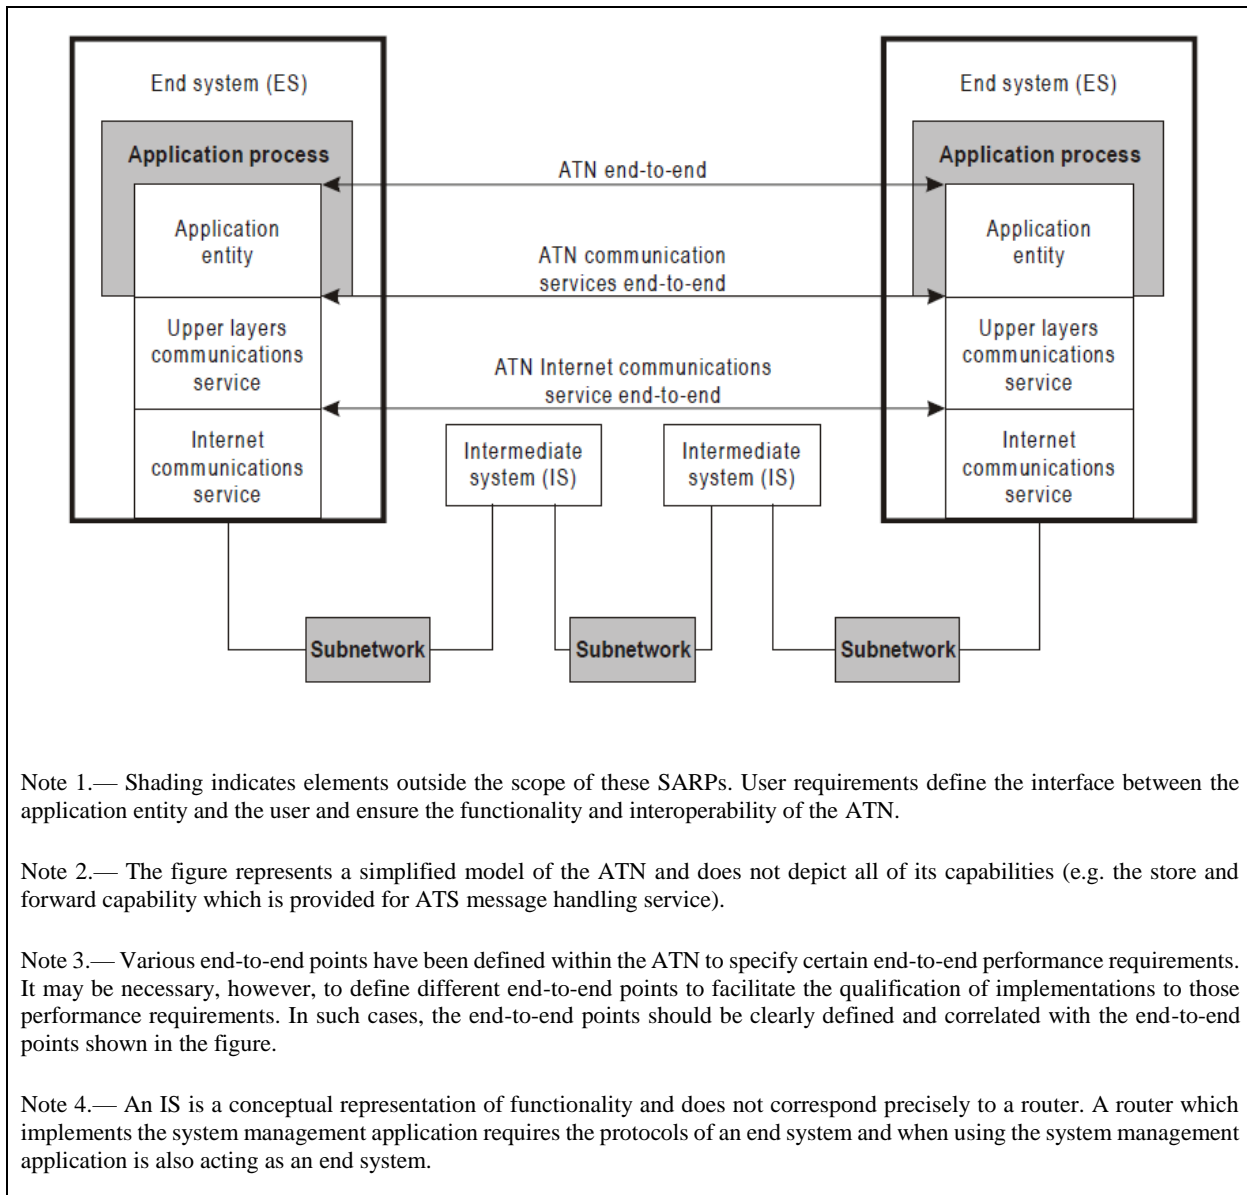 End system (ES)
End system (ES)
Application process
Application process
ATN end-to-end
Application
entity
Application
entity
ATN communication
services end-to-end
Upper layers
communications
service
Upper layers
communications
service
ATN Internet communications
service end-to-end
Internet
communications
service
Intermediate
system (IS)
Intermediate
system (IS)
Internet
communications
service
Subnetwork
Subnetwork
Subnetwork
Note 1.— Shading indicates elements outside the scope of these SARPs. User requirements define the interface between the
application entity and the user and ensure the functionality and interoperability of the ATN.
Note 2.— The figure represents a simplified model of the ATN and does not depict all of its capabilities (e.g. the store and
forward capability which is provided for ATS message handling service).
Note 3.— Various end-to-end points have been defined within the ATN to specify certain end-to-end performance requirements.
It may be necessary, however, to define different end-to-end points to facilitate the qualification of implementations to those
performance requirements. In such cases, the end-to-end points should be clearly defined and correlated with the end-to-end
points shown in the figure.
Note 4.— An IS is a conceptual representation of functionality and does not correspond precisely to a router. A router which
implements the system management application requires the protocols of an end system and when using the system management
application is also acting as an end system.